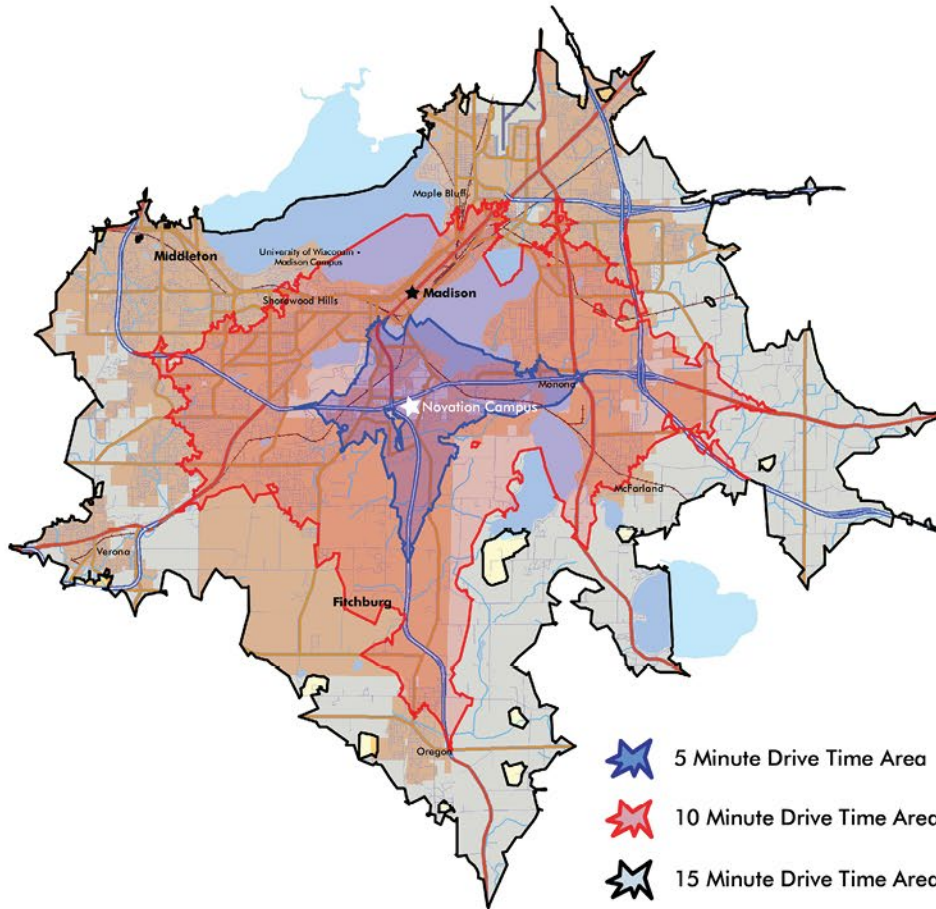 Maple Bluff
University of Wisconsin -
Madison Campus
Middleton
Shorewood Hills
Madison
Monona
Novation Campus
McFarland
Verona
Fitchburg
Oregon
5 Minute Drive Time Area
10 Minute Drive Time Area
15 Minute Drive Time Area